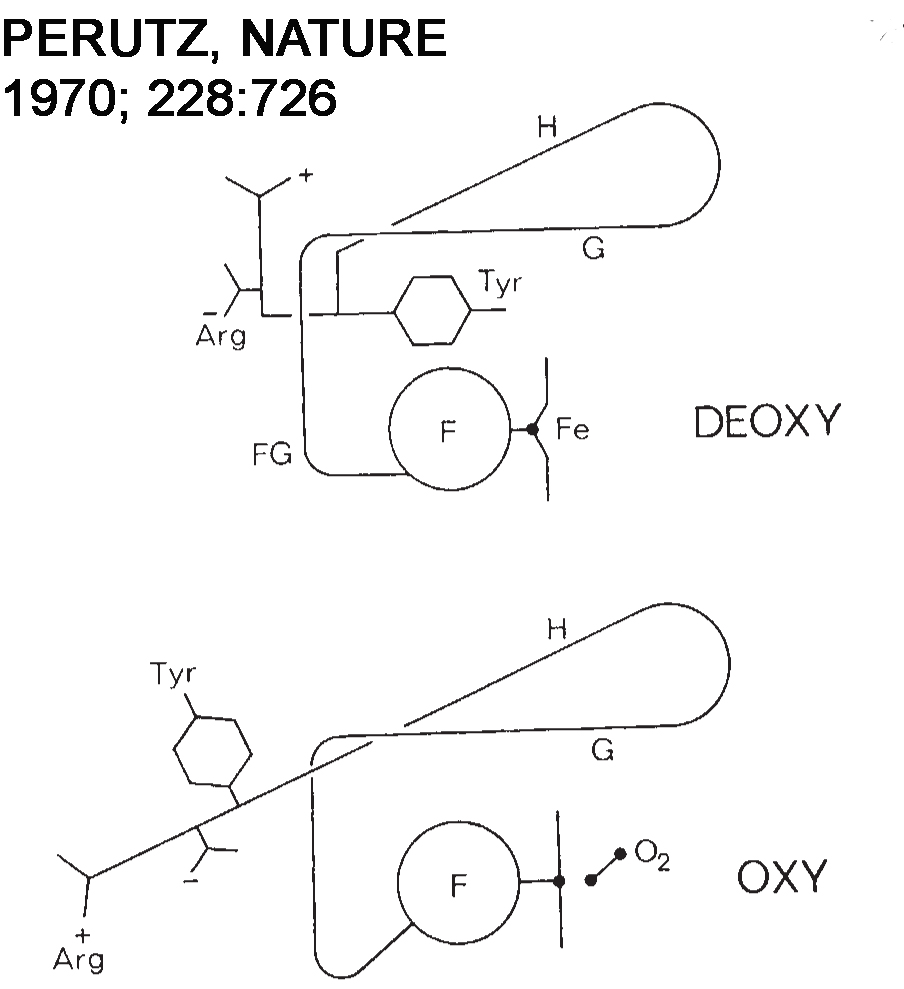 PERUTZ, NATURE
1970; 228:726
H
+
G
Tyr
−
Arg
F
Fe
FG
DEOXY
H
Tyr
G
O₂
F
OXY
−
+
Arg